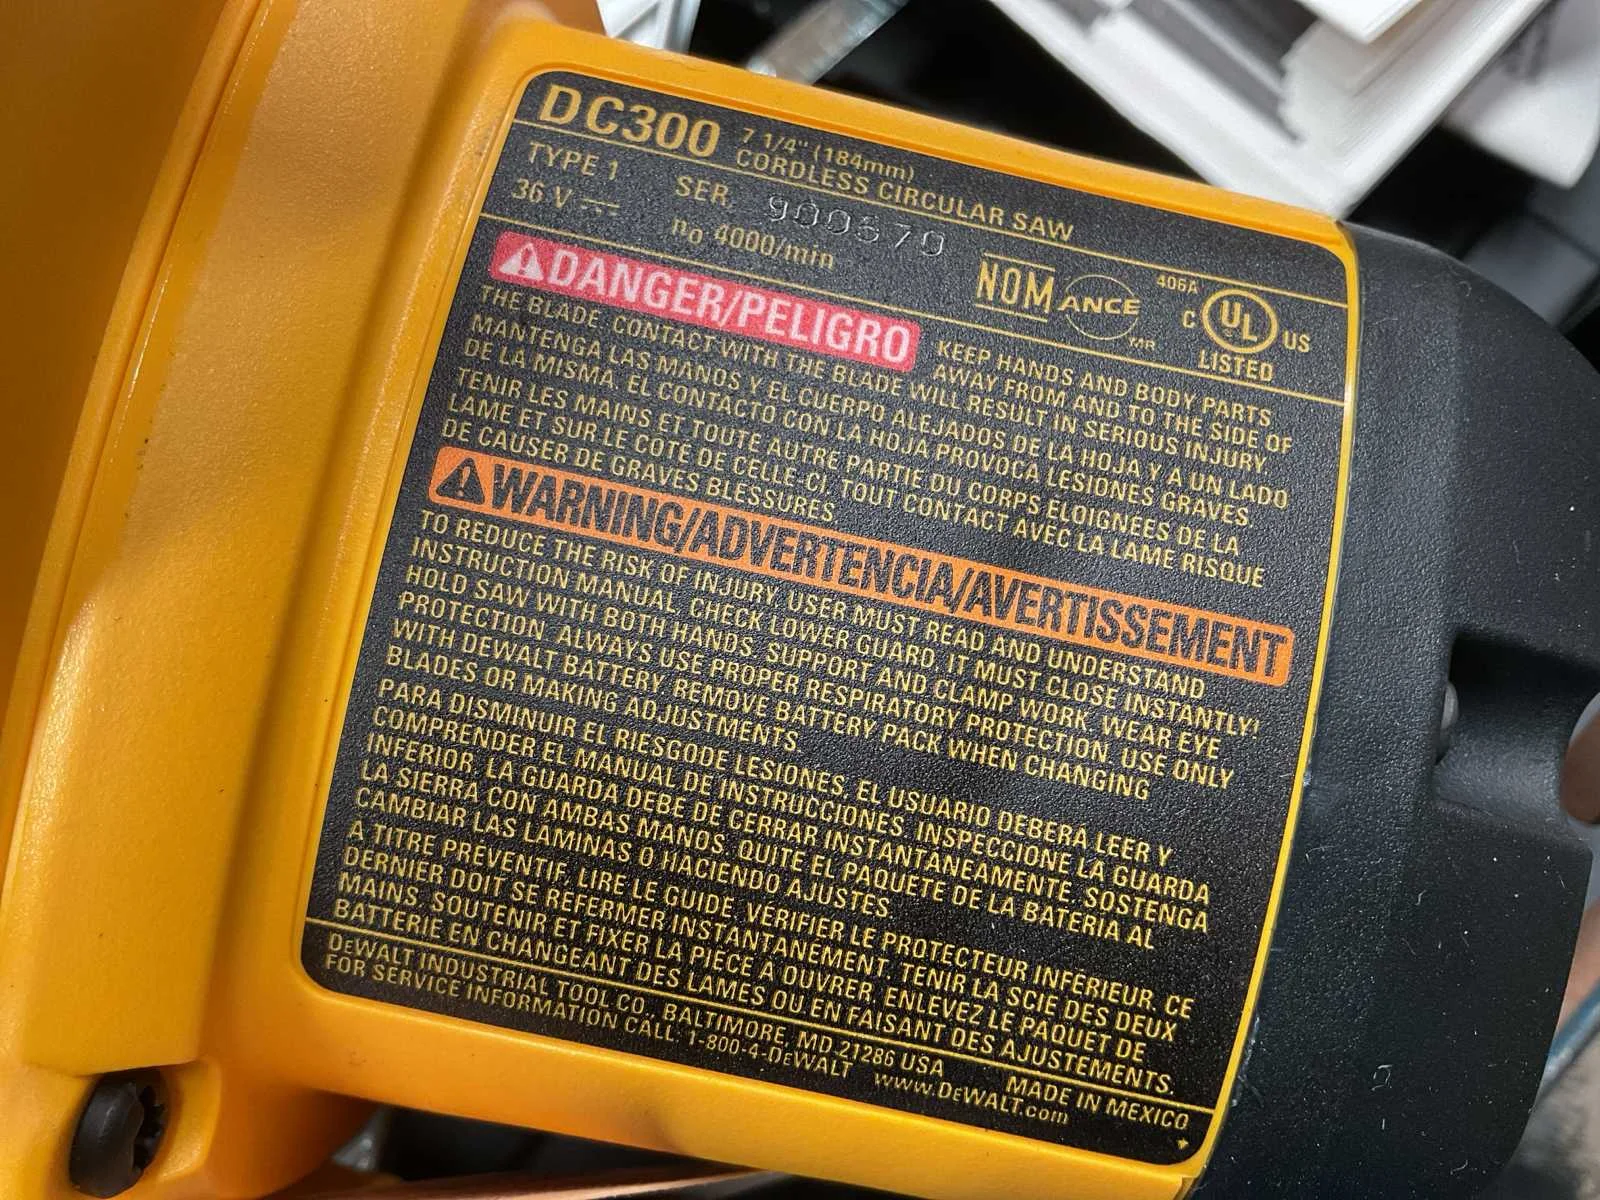 DC300 7 1/4" (184mm)
CORDLESS CIRCULAR SAW
TYPE 1 SER. 900570
36 V n₀ 4000/min
NOM ANCE MR
406A
C UL US
LISTED
DANGER/PELIGRO KEEP HANDS AND BODY PARTS
AWAY FROM AND TO THE SIDE OF
THE BLADE. CONTACT WITH THE BLADE WILL RESULT IN SERIOUS INJURY.
MANTENGA LAS MANOS Y EL CUERPO ALEJADOS DE LA HOJA Y A UN LADO
DE LA MISMA. EL CONTACTO CON LA HOJA PROVOCA LESIONES GRAVES.
TENIR LES MAINS ET TOUTE AUTRE PARTIE DU CORPS ELOIGNEES DE LA
LAME ET SUR LE COTE DE CELLE-CI. TOUT CONTACT AVEC LA LAME RISQUE
DE CAUSER DE GRAVES BLESSURES.
WARNING/ADVERTENCIA/AVERTISSEMENT
TO REDUCE THE RISK OF INJURY, USER MUST READ AND UNDERSTAND
INSTRUCTION MANUAL. CHECK LOWER GUARD, IT MUST CLOSE INSTANTLY!
HOLD SAW WITH BOTH HANDS. SUPPORT AND CLAMP WORK. WEAR EYE
PROTECTION. ALWAYS USE PROPER RESPIRATORY PROTECTION. USE ONLY
WITH DEWALT BATTERY. REMOVE BATTERY PACK WHEN CHANGING
BLADES OR MAKING ADJUSTMENTS.
PARA DISMINUIR EL RIESGODE LESIONES, EL USUARIO DEBERÁ LEER Y
COMPRENDER EL MANUAL DE INSTRUCCIONES. INSPECCIONE LA GUARDA
INFERIOR, LA GUARDA DEBE DE CERRAR INSTANTÁNEAMENTE. SOSTENGA
LA SIERRA CON AMBAS MANOS. QUITE EL PAQUETE DE LA BATERIA AL
CAMBIAR LAS LAMINAS O HACIENDO AJUSTES.
À TITRE PRÉVENTIF, LIRE LE GUIDE. VÉRIFIER LE PROTECTEUR INFÉRIEUR. CE
DERNIER DOIT SE REFERMER INSTANTANÉMENT. TENIR LA SCIE DES DEUX
MAINS. SOUTENIR ET FIXER LA PIÈCE À OUVRER. ENLEVEZ LE PAQUET DE
BATTERIE EN CHANGEANT DES LAMES OU EN FAISANT DES AJUSTEMENTS.
DEWALT INDUSTRIAL TOOL CO., BALTIMORE, MD 21286 USA MADE IN MEXICO
FOR SERVICE INFORMATION CALL 1-800-4-DEWALT www.DEWALT.com